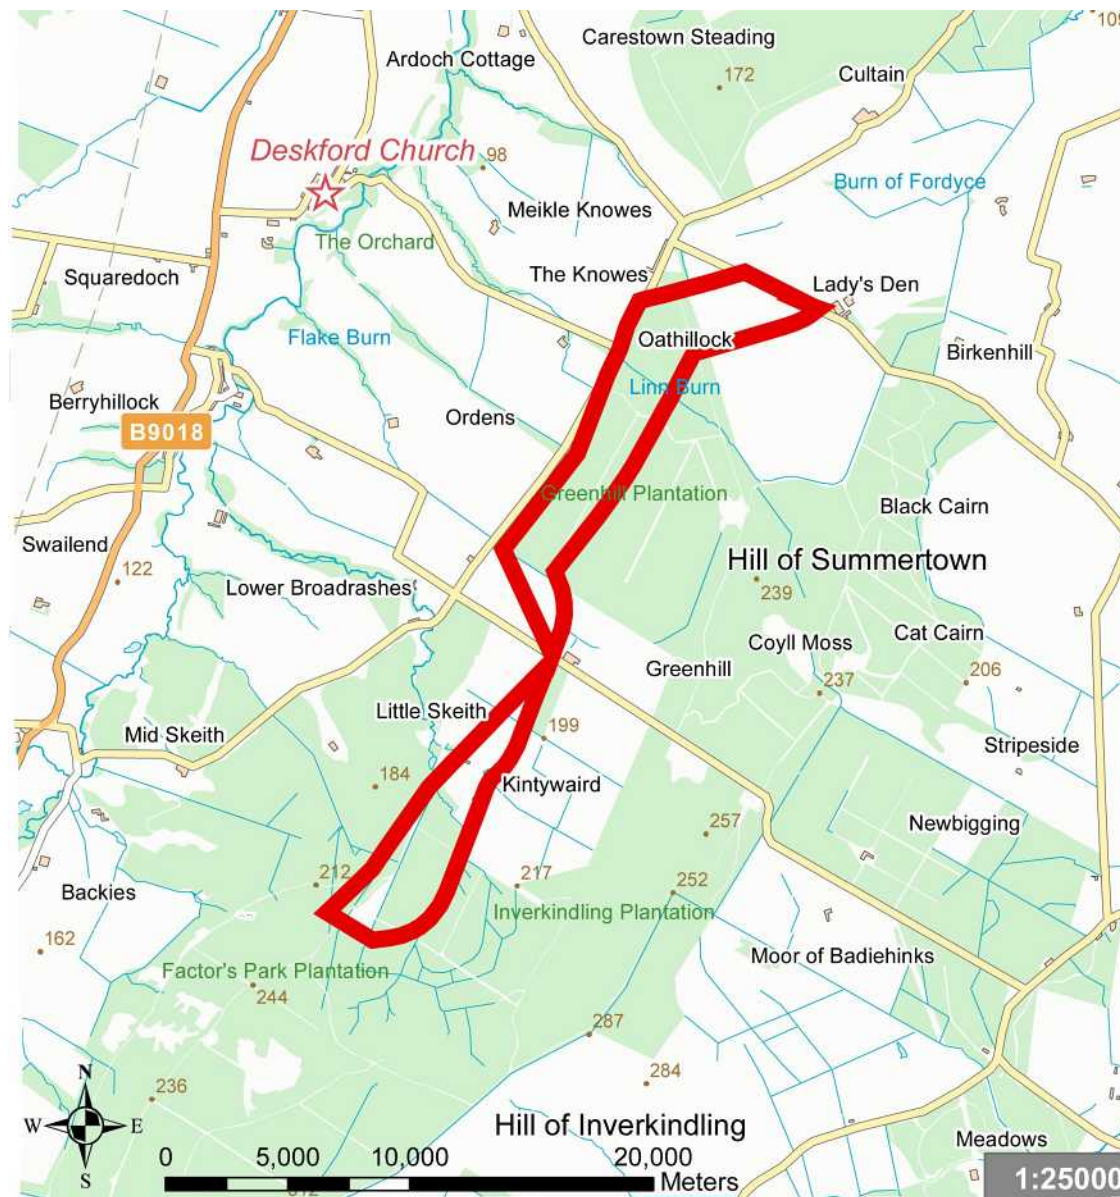 Carestown Steading
Ardoch Cottage
172
Cultain
Deskford Church
98
Burn of Fordyce
Meikle Knowes
The Orchard
Squaredoch
The Knowes
Lady's Den
Flake Burn
Oathillock
Birkenhill
Linn Burn
Berryhillock
Ordens
B9018
Greenhill Plantation
Black Cairn
Swailend
Hill of Summertown
122
Lower Broadrashes
239
Cat Cairn
Coyll Moss
Greenhill
206
237
Little Skeith
Mid Skeith
199
Stripeside
184
Kintywaird
Newbigging
257
212
217
252
Backies
Inverkindling Plantation
162
Moor of Badiehinks
Factor's Park Plantation
244
287
284
236
N
W E
S
Hill of Inverkindling
Meadows
0 5,000 10,000 20,000
Meters
1:25000